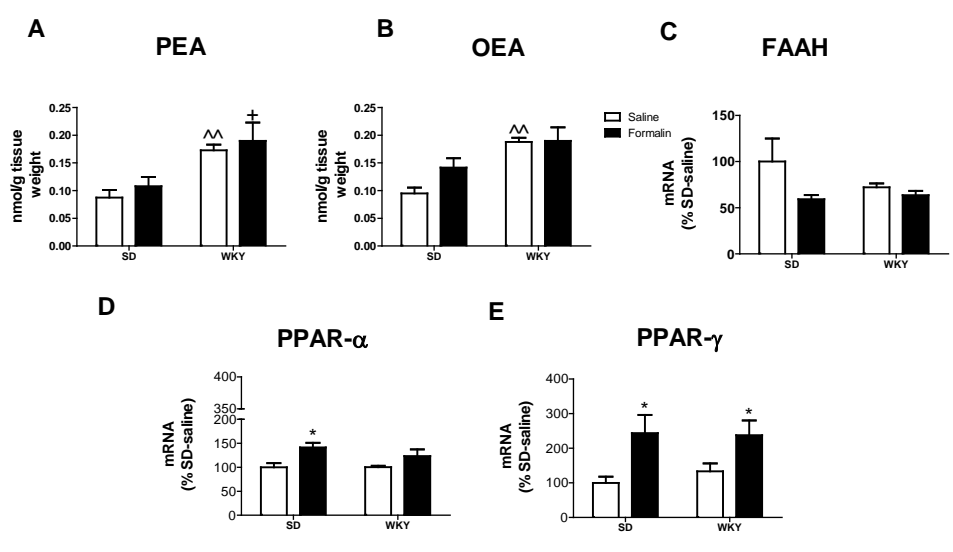 A
PEA
nmol/g tissue
weight
0.25
0.20
0.15
0.10
0.05
0.00
^^
+
SD
WKY
B
OEA
nmol/g tissue
weight
0.25
0.20
0.15
0.10
0.05
0.00
^^
SD
WKY
Saline
Formalin
C
FAAH
mRNA
(% SD-saline)
150
100
50
0
SD
WKY
D
PPAR-α
mRNA
(% SD-saline)
400
350
200
150
100
50
0
*
SD
WKY
E
PPAR-γ
mRNA
(% SD-saline)
400
300
200
100
0
*
*
SD
WKY